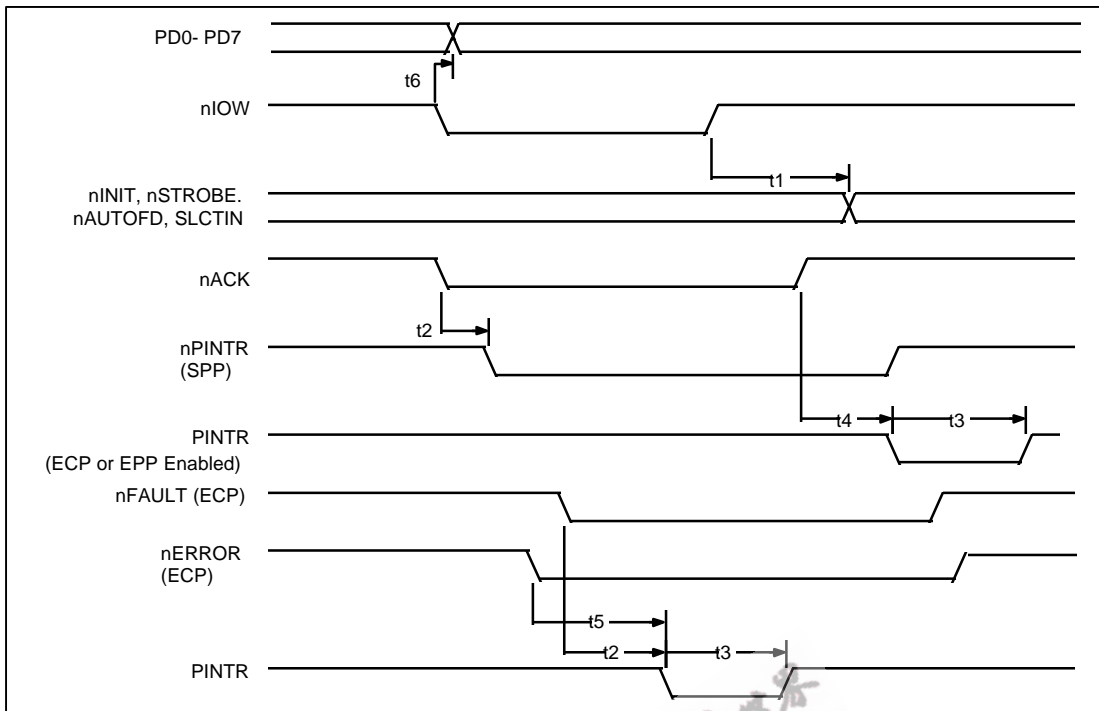 PD0- PD7
t6
nIOW
t1
nINIT, nSTROBE.
nAUTOFD, SLCTIN
nACK
t2
nPINTR
(SPP)
t4
t3
PINTR
(ECP or EPP Enabled)
nFAULT (ECP)
nERROR
(ECP)
t5
t2
t3
PINTR